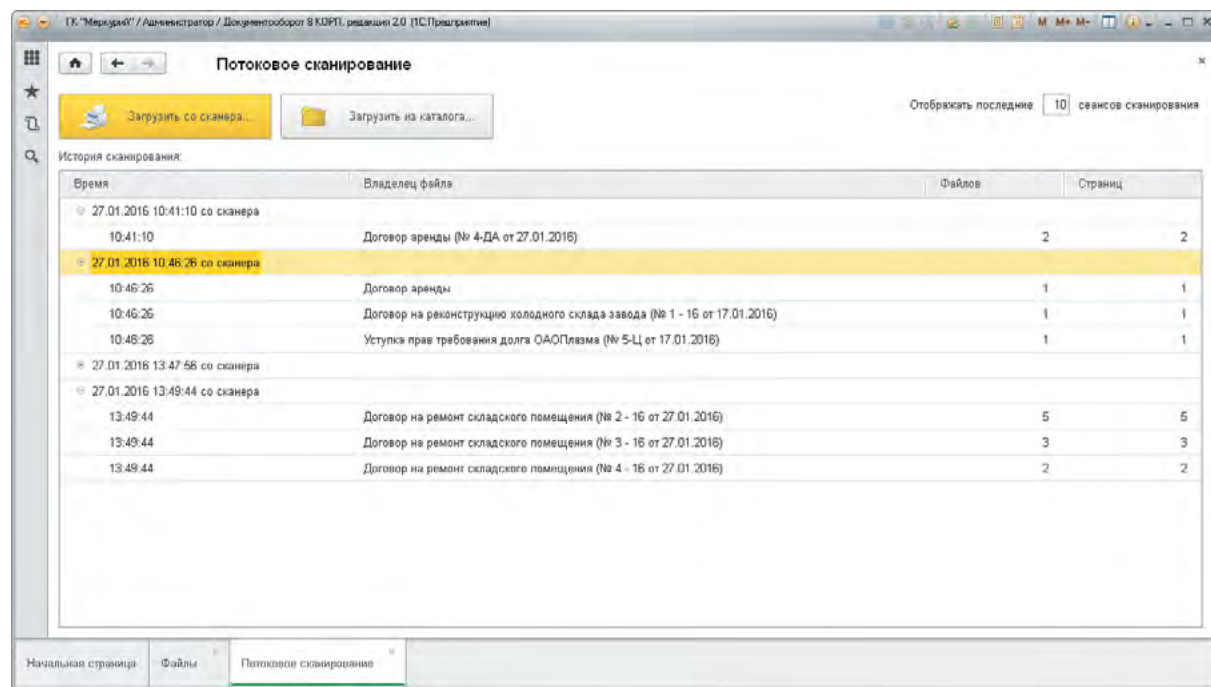 ГК "Меркурий" / Администратор / Документооборот 8 КОРП, редакция 2.0 (1С:Предприятие) M M+ M-
Потоковое сканирование
Загрузить со сканера... Загрузить из каталога... Отображать последние 10 сеансов сканирования
История сканирования:
Время Владелец файла Файлов Страниц
27.01.2016 10:41:10 со сканера
10:41:10 Договор аренды (№ 4-ДА от 27.01.2016) 2 2
27.01.2016 10:46:26 со сканера
10:46:26 Договор аренды 1 1
10:46:26 Договор на реконструкцию холодного склада завода (№ 1 - 16 от 17.01.2016) 1 1
10:46:26 Уступка прав требования долга ОАОПлазма (№ 5-Ц от 17.01.2016) 1 1
27.01.2016 13:47:56 со сканера
27.01.2016 13:49:44 со сканера
13:49:44 Договор на ремонт складского помещения (№ 2 - 16 от 27.01.2016) 5 5
13:49:44 Договор на ремонт складского помещения (№ 3 - 16 от 27.01.2016) 3 3
13:49:44 Договор на ремонт складского помещения (№ 4 - 16 от 27.01.2016) 2 2
Начальная страница Файлы Потоковое сканирование